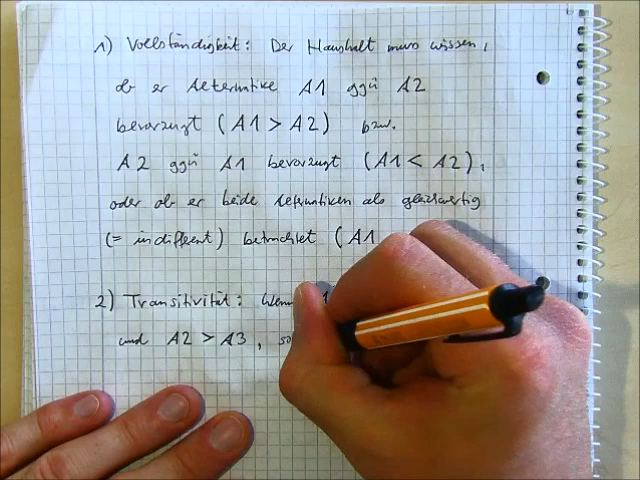 1) Vollständigkeit: Der Haushalt muss wissen,
ob er Alternative A1 ggü A2
bevorzugt (A1 > A2) bzw.
A2 ggü A1 bevorzugt (A1 < A2),
oder ob er beide Alternativen als gleichwertig
(= indifferent) betrachtet (A1
2) Transitivität: Wenn
und A2 > A3, so